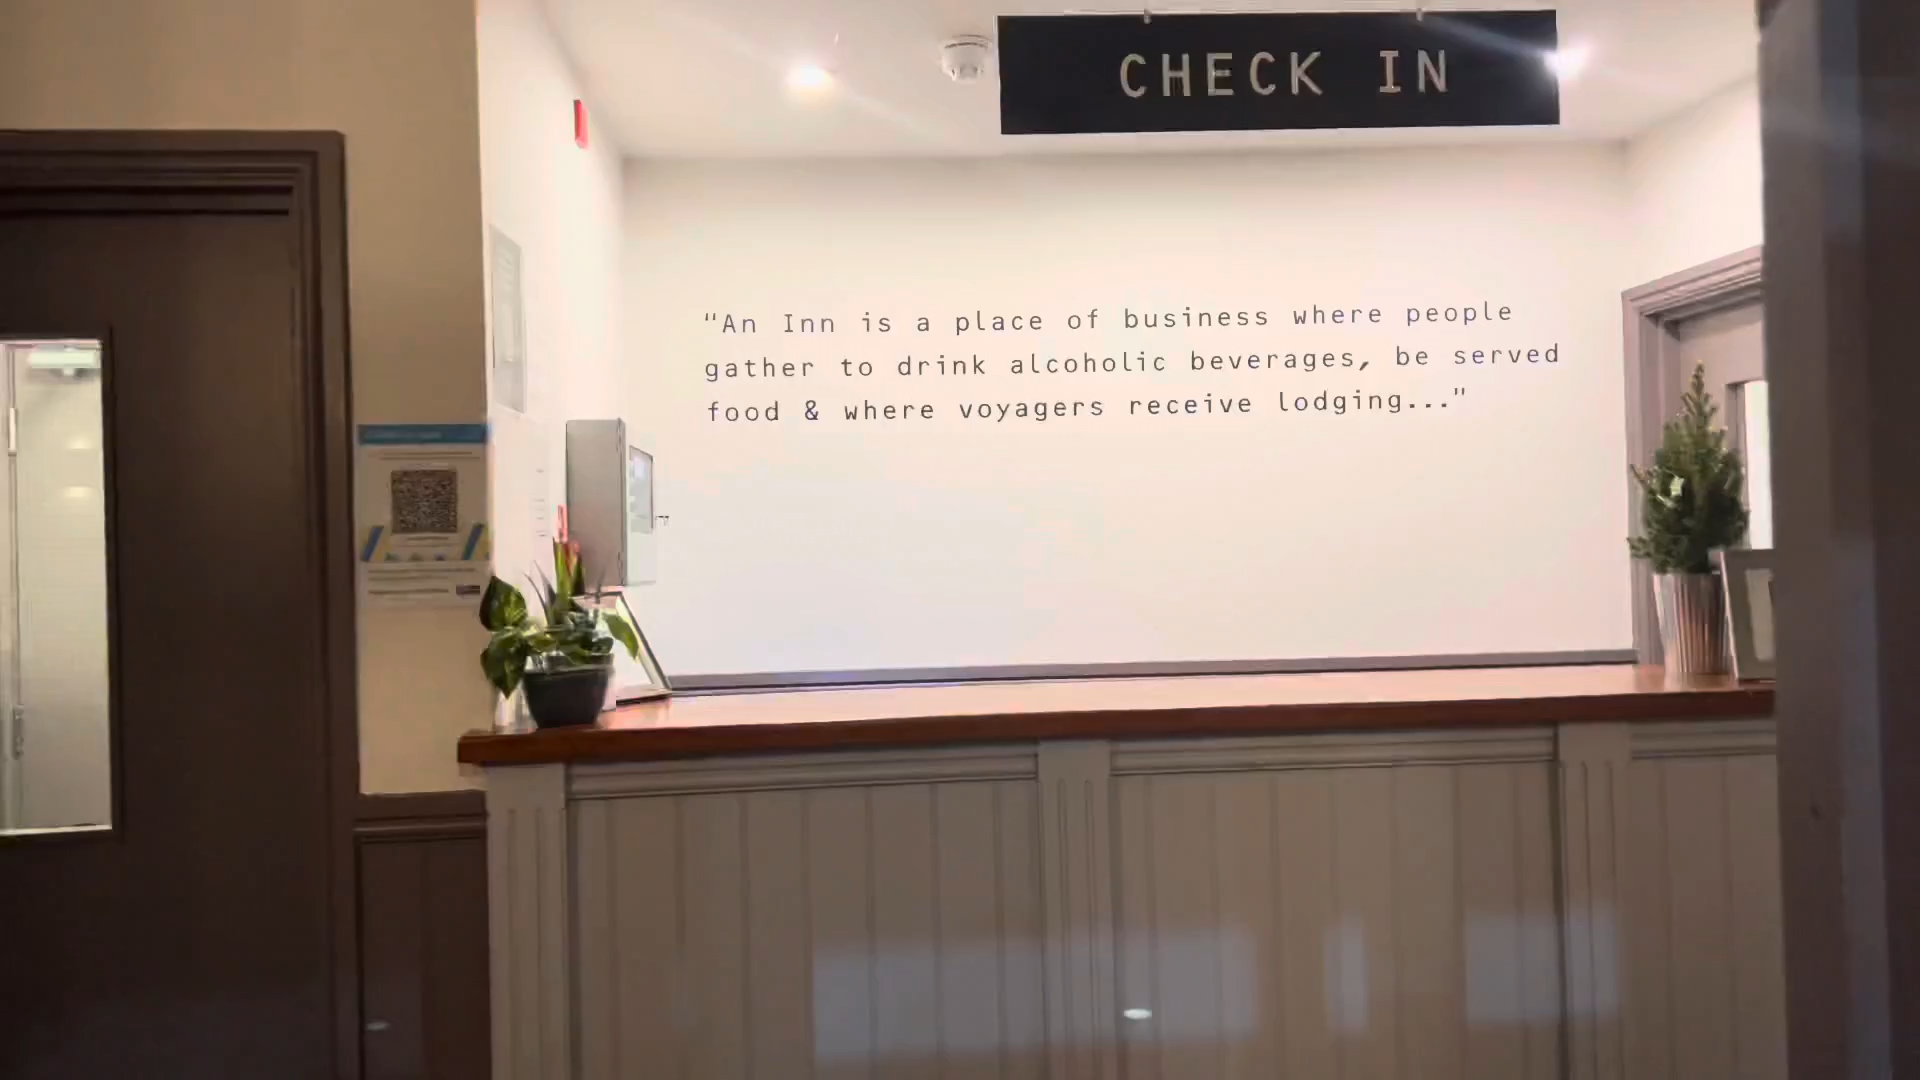 CHECK IN
"An Inn is a place of business where people
gather to drink alcoholic beverages, be served
food & where voyagers receive lodging..."